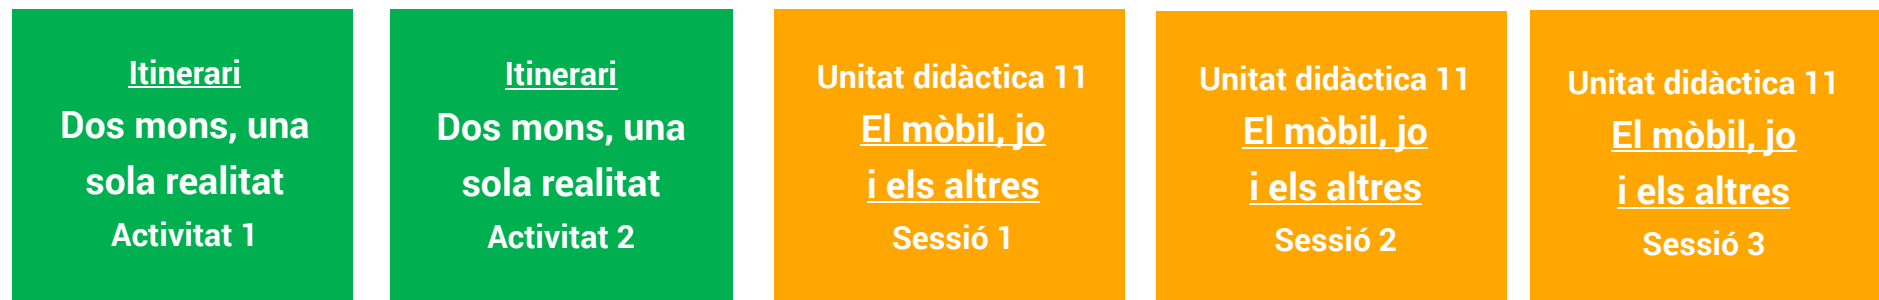 Itinerari
Dos mons, una
sola realitat
Activitat 1
Itinerari
Dos mons, una
sola realitat
Activitat 2
Unitat didàctica 11
El mòbil, jo
i els altres
Sessió 1
Unitat didàctica 11
El mòbil, jo
i els altres
Sessió 2
Unitat didàctica 11
El mòbil, jo
i els altres
Sessió 3